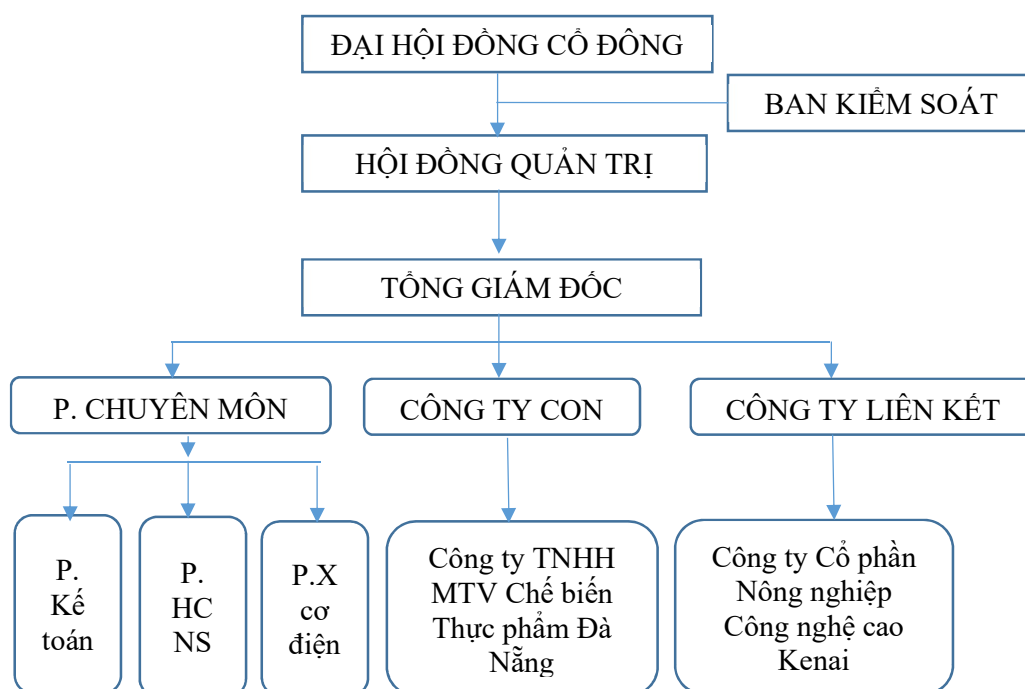 ĐẠI HỘI ĐỒNG CỔ ĐÔNG
BAN KIỂM SOÁT
HỘI ĐỒNG QUẢN TRỊ
TỔNG GIÁM ĐỐC
P. CHUYÊN MÔN
CÔNG TY CON
CÔNG TY LIÊN KẾT
P.
Kế
toán
P.
HC
NS
P.X
cơ
điện
Công ty TNHH
MTV Chế biến
Thực phẩm Đà
Nẵng
Công ty Cổ phần
Nông nghiệp
Công nghệ cao
Kenai